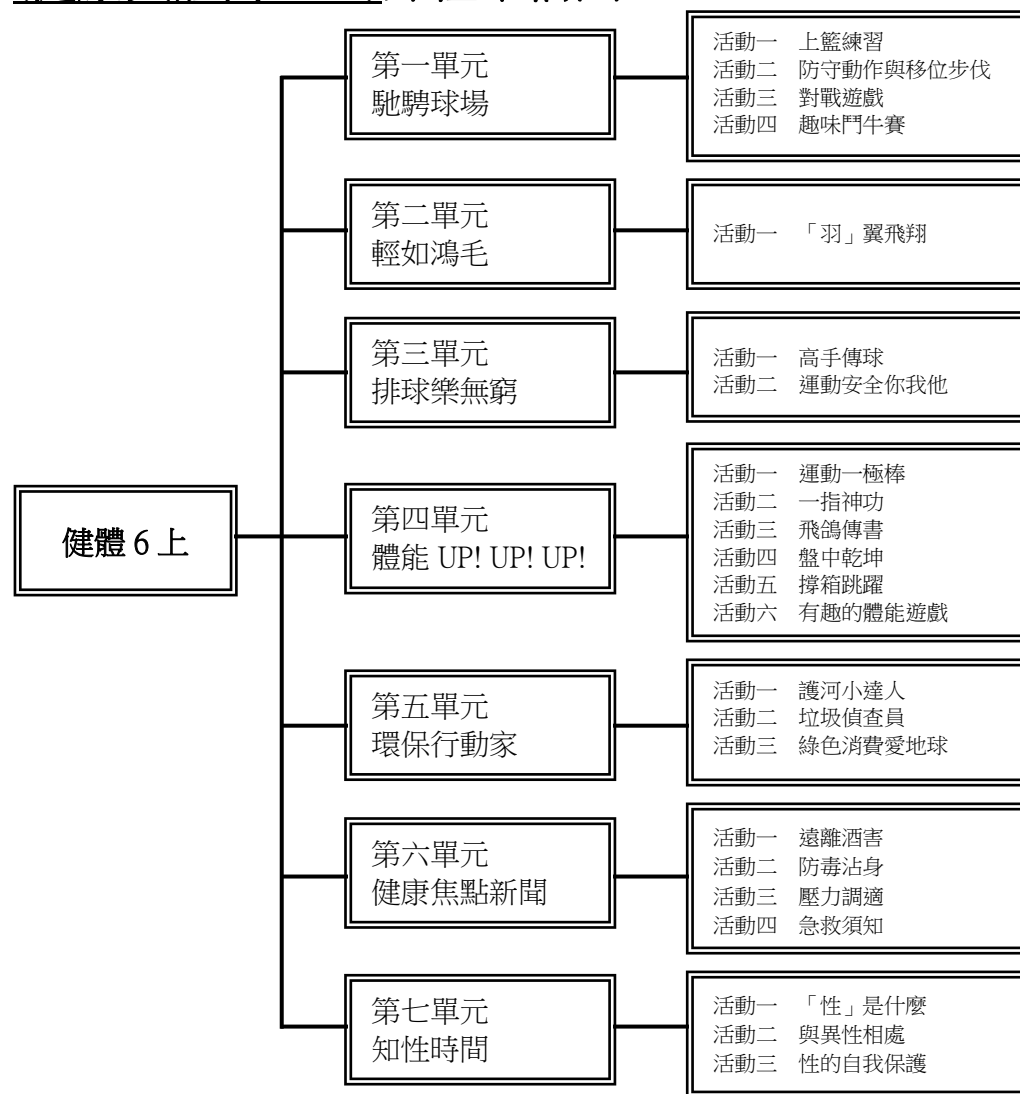 第一單元
馳騁球場
活動一 上籃練習
活動二 防守動作與移位步伐
活動三 對戰遊戲
活動四 趣味鬥牛賽
第二單元
輕如鴻毛
活動一 「羽」翼飛翔
第三單元
排球樂無窮
活動一 高手傳球
活動二 運動安全你我他
健體6上
第四單元
體能 UP! UP! UP!
活動一 運動一極棒
活動二 一指神功
活動三 飛鴿傳書
活動四 盤中乾坤
活動五 撐箱跳躍
活動六 有趣的體能遊戲
第五單元
環保行動家
活動一 護河小達人
活動二 垃圾偵查員
活動三 綠色消費愛地球
第六單元
健康焦點新聞
活動一 遠離酒害
活動二 防毒沾身
活動三 壓力調適
活動四 急救須知
第七單元
知性時間
活動一 「性」是什麼
活動二 與異性相處
活動三 性的自我保護